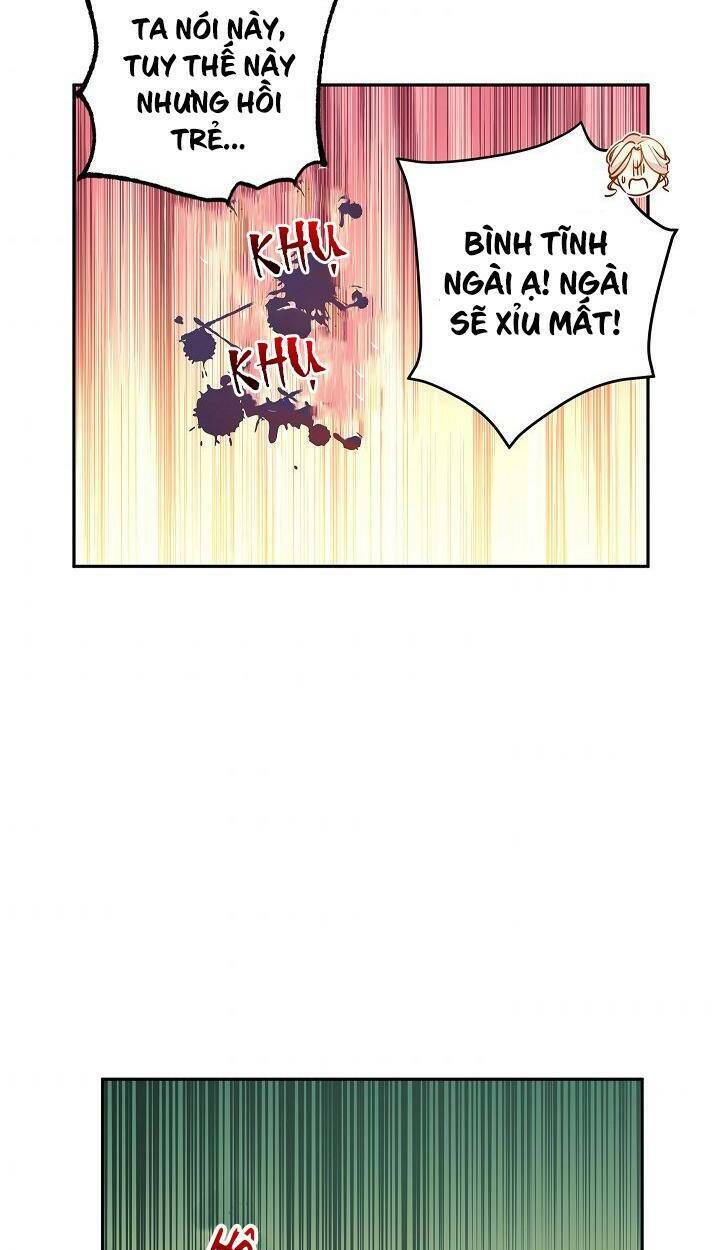 TA NÓI NÀY,
TUY THẾ NÀY
NHƯNG HỒI
TRẺ...
KHỤ
BÌNH TĨNH
NGÀI Ạ! NGÀI
SẼ XỈU MẤT!
KHỤ